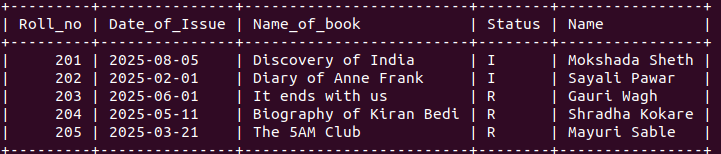 +---------+---------------+------------------------+--------+----------------+
| Roll_no | Date_of_Issue | Name_of_book           | Status | Name           |
+---------+---------------+------------------------+--------+----------------+
|     201 | 2025-08-05    | Discovery of India     | I      | Mokshada Sheth |
|     202 | 2025-02-01    | Diary of Anne Frank    | I      | Sayali Pawar   |
|     203 | 2025-06-01    | It ends with us        | R      | Gauri Wagh     |
|     204 | 2025-05-11    | Biography of Kiran Bedi | R      | Shradha Kokare |
|     205 | 2025-03-21    | The 5AM Club           | R      | Mayuri Sable   |
+---------+---------------+------------------------+--------+----------------+